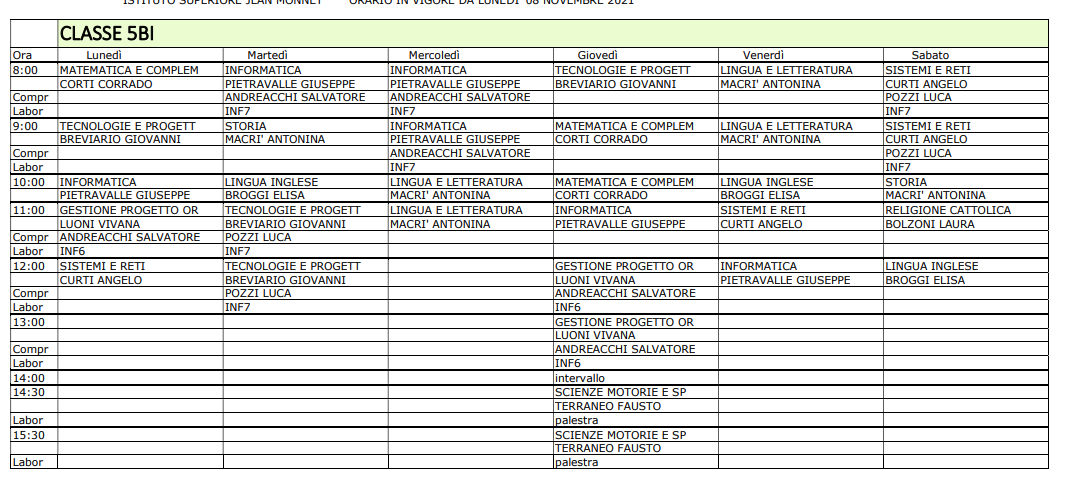 ISTITUTO SUPERIORE JEAN MONNET ORARIO IN VIGORE DA LUNEDI' 08 NOVEMBRE 2021
CLASSE 5BI
Ora Lunedì Martedì Mercoledì Giovedì Venerdì Sabato
8:00 MATEMATICA E COMPLEM INFORMATICA INFORMATICA TECNOLOGIE E PROGETT LINGUA E LETTERATURA SISTEMI E RETI
CORTI CORRADO PIETRAVALLE GIUSEPPE PIETRAVALLE GIUSEPPE BREVIARIO GIOVANNI MACRI' ANTONINA CURTI ANGELO
Compr ANDREACCHI SALVATORE ANDREACCHI SALVATORE POZZI LUCA
Labor INF7 INF7 INF7
9:00 TECNOLOGIE E PROGETT STORIA INFORMATICA MATEMATICA E COMPLEM LINGUA E LETTERATURA SISTEMI E RETI
BREVIARIO GIOVANNI MACRI' ANTONINA PIETRAVALLE GIUSEPPE CORTI CORRADO MACRI' ANTONINA CURTI ANGELO
Compr ANDREACCHI SALVATORE POZZI LUCA
Labor INF7 INF7
10:00 INFORMATICA LINGUA INGLESE LINGUA E LETTERATURA MATEMATICA E COMPLEM LINGUA INGLESE STORIA
PIETRAVALLE GIUSEPPE BROGGI ELISA MACRI' ANTONINA CORTI CORRADO BROGGI ELISA MACRI' ANTONINA
11:00 GESTIONE PROGETTO OR TECNOLOGIE E PROGETT LINGUA E LETTERATURA INFORMATICA SISTEMI E RETI RELIGIONE CATTOLICA
LUONI VIVANA BREVIARIO GIOVANNI MACRI' ANTONINA PIETRAVALLE GIUSEPPE CURTI ANGELO BOLZONI LAURA
Compr ANDREACCHI SALVATORE POZZI LUCA
Labor INF6 INF7
12:00 SISTEMI E RETI TECNOLOGIE E PROGETT GESTIONE PROGETTO OR INFORMATICA LINGUA INGLESE
CURTI ANGELO BREVIARIO GIOVANNI LUONI VIVANA PIETRAVALLE GIUSEPPE BROGGI ELISA
Compr POZZI LUCA ANDREACCHI SALVATORE
Labor INF7 INF6
13:00 GESTIONE PROGETTO OR
LUONI VIVANA
Compr ANDREACCHI SALVATORE
Labor INF6
14:00 intervallo
14:30 SCIENZE MOTORIE E SP
TERRANEO FAUSTO
Labor palestra
15:30 SCIENZE MOTORIE E SP
TERRANEO FAUSTO
Labor palestra